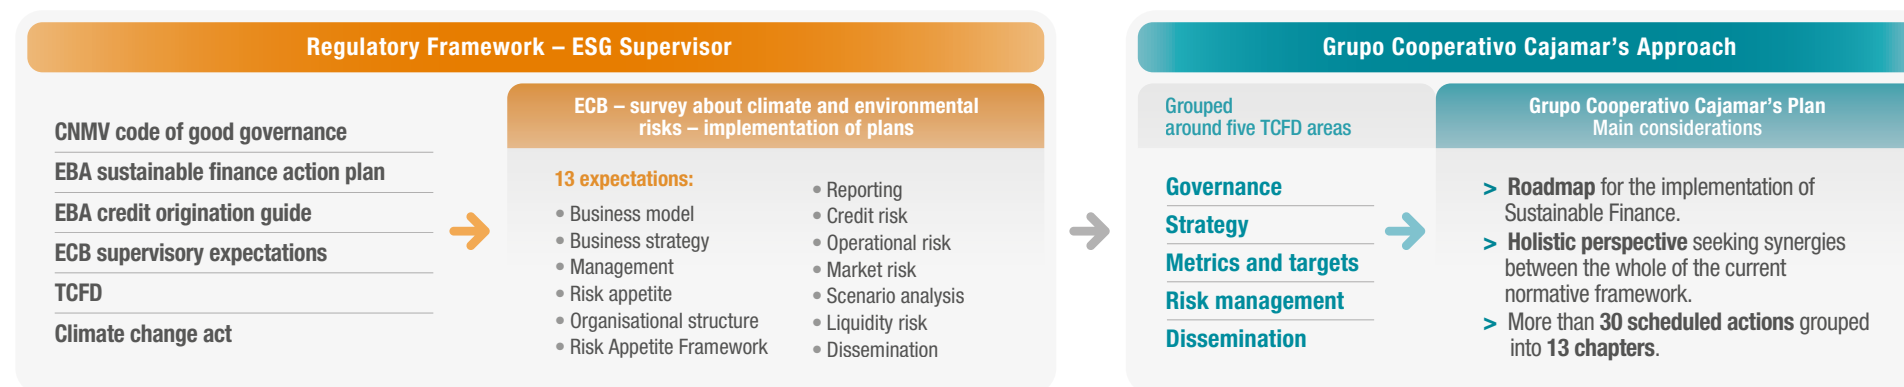 Regulatory Framework – ESG Supervisor
CNMV code of good governance
EBA sustainable finance action plan
EBA credit origination guide
ECB supervisory expectations
TCFD
Climate change act
ECB – survey about climate and environmental
risks – implementation of plans
13 expectations:
• Business model
• Business strategy
• Management
• Risk appetite
• Organisational structure
• Risk Appetite Framework
• Reporting
• Credit risk
• Operational risk
• Market risk
• Scenario analysis
• Liquidity risk
• Dissemination
Grupo Cooperativo Cajamar's Approach
Grouped
around five TCFD areas
Governance
Strategy
Metrics and targets
Risk management
Dissemination
Grupo Cooperativo Cajamar's Plan
Main considerations
> Roadmap for the implementation of
Sustainable Finance.
> Holistic perspective seeking synergies
between the whole of the current
normative framework.
> More than 30 scheduled actions grouped
into 13 chapters.